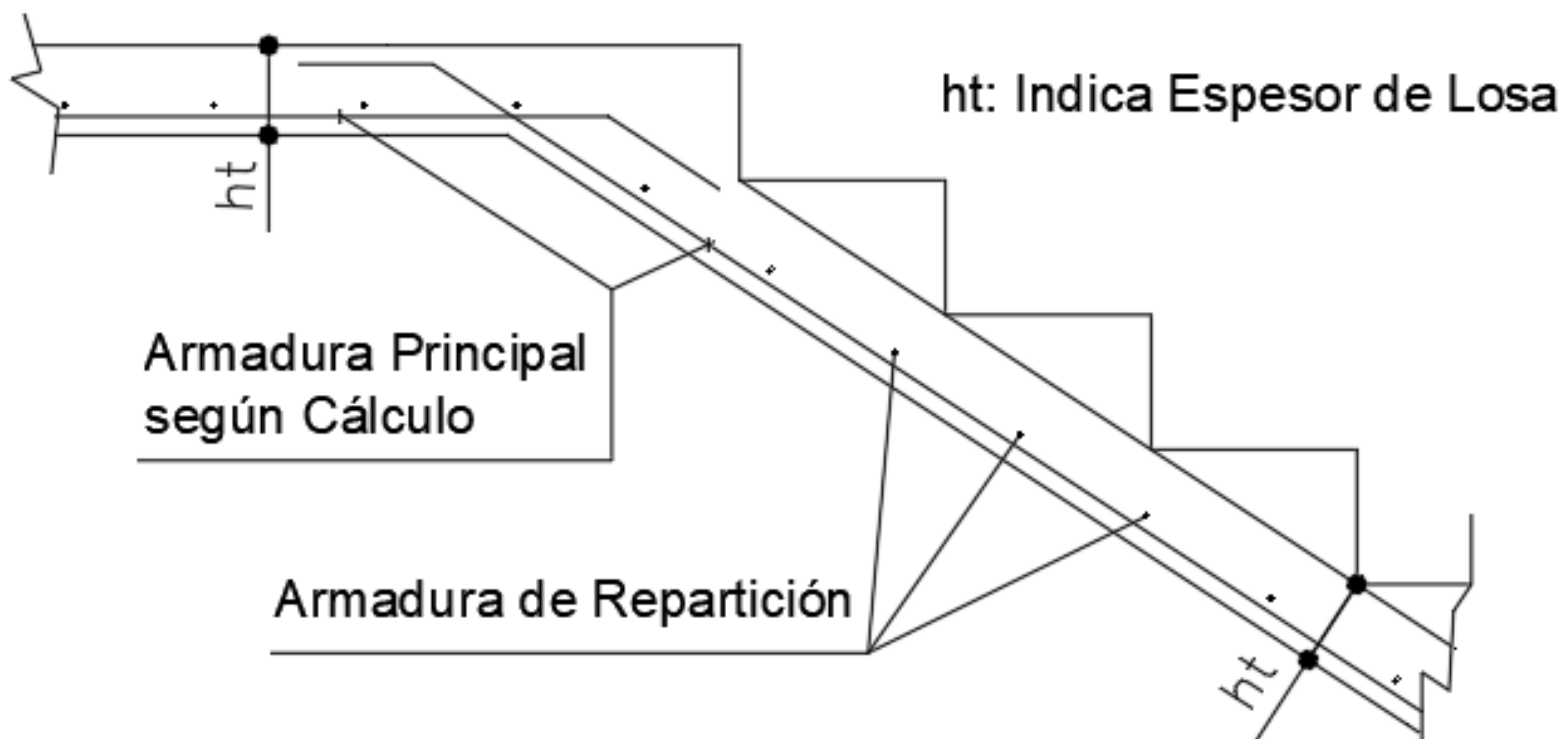 ht: Indica Espesor de Losa
ht
Armadura Principal
según Cálculo
Armadura de Repartición
ht